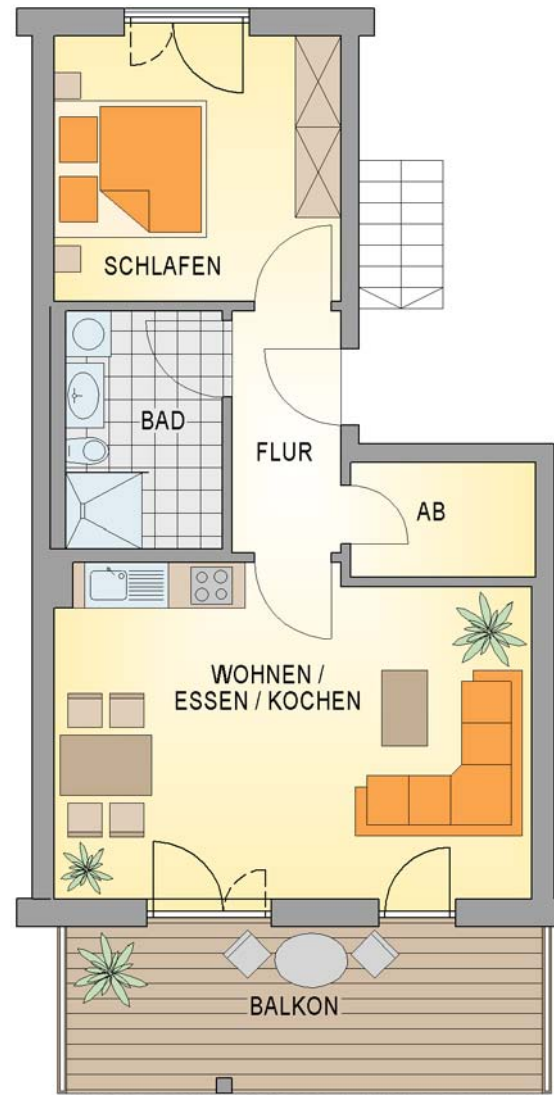 SCHLAFEN
BAD
FLUR
AB
WOHNEN /
ESSEN / KOCHEN
BALKON